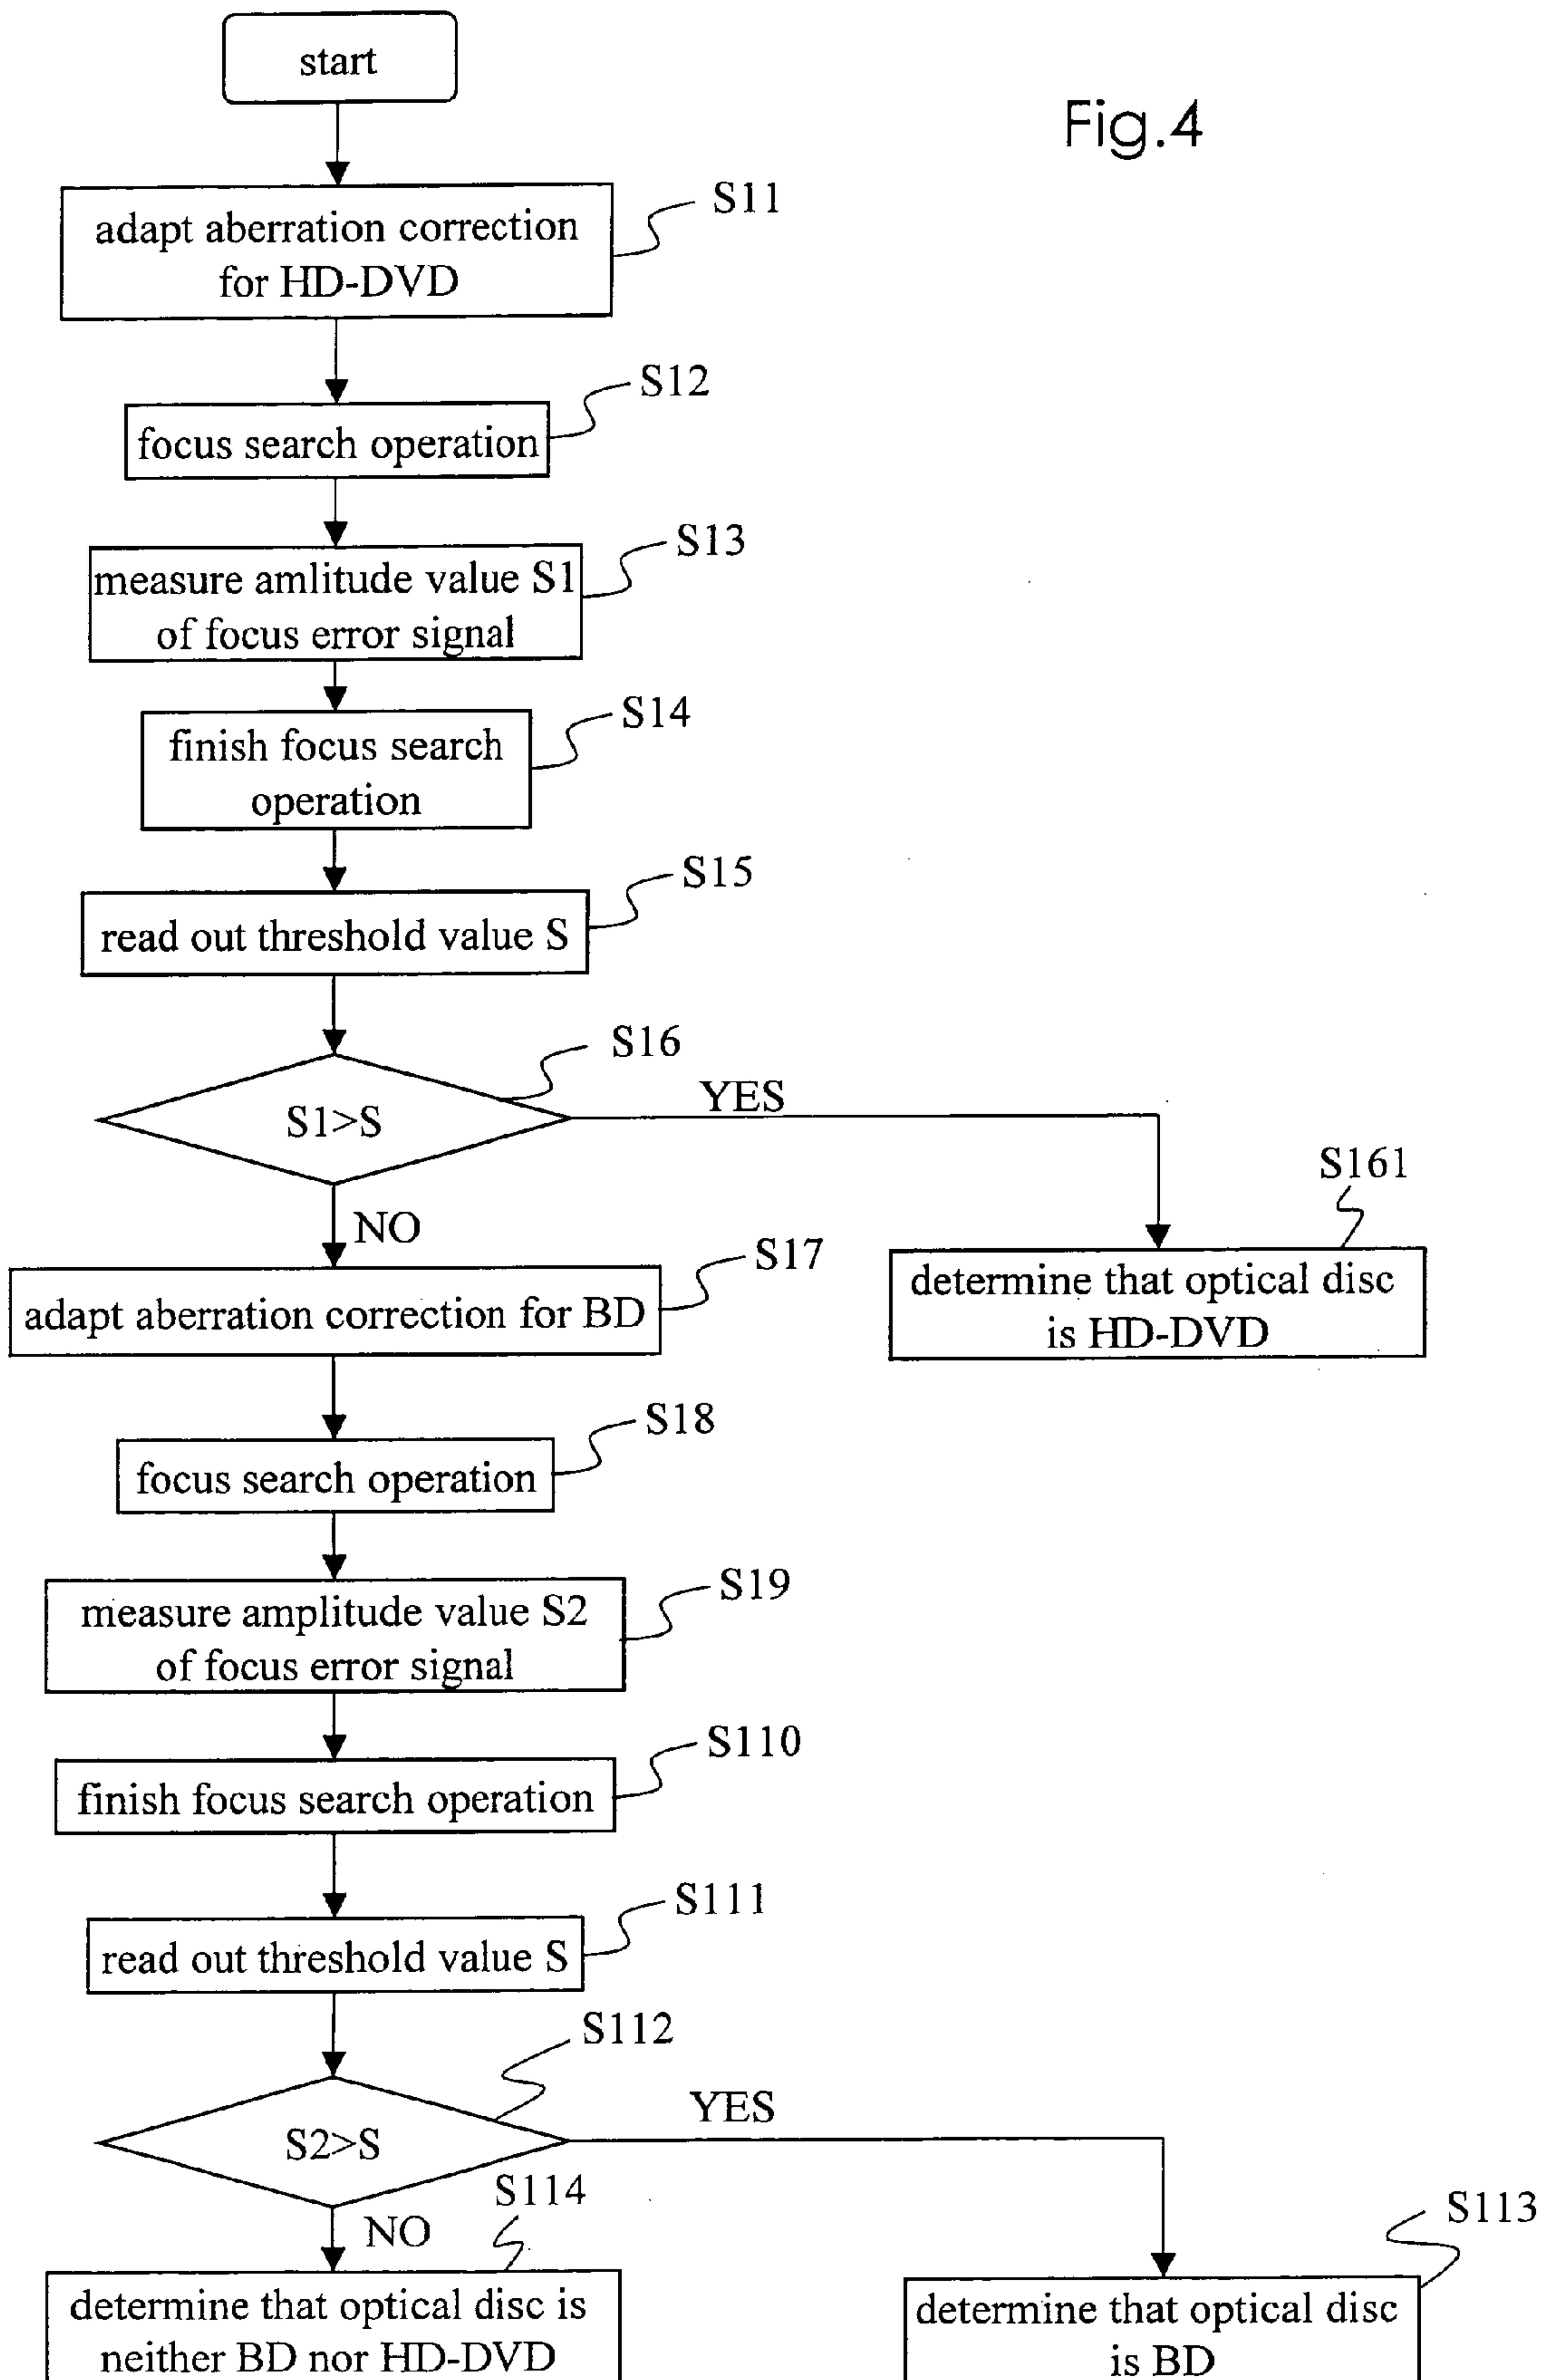 start
Fig.4
S11
adapt aberration correction
for HD-DVD
S12
focus search operation
S13
measure amlitude value S1
of focus error signal
S14
finish focus search
operation
S15
read out threshold value S
S16
S1>S
YES
NO
S161
determine that optical disc
is HD-DVD
S17
adapt aberration correction for BD
S18
focus search operation
S19
measure amplitude value S2
of focus error signal
S110
finish focus search operation
S111
read out threshold value S
S112
S2>S
YES
NO
S114
determine that optical disc is
neither BD nor HD-DVD
S113
determine that optical disc
is BD